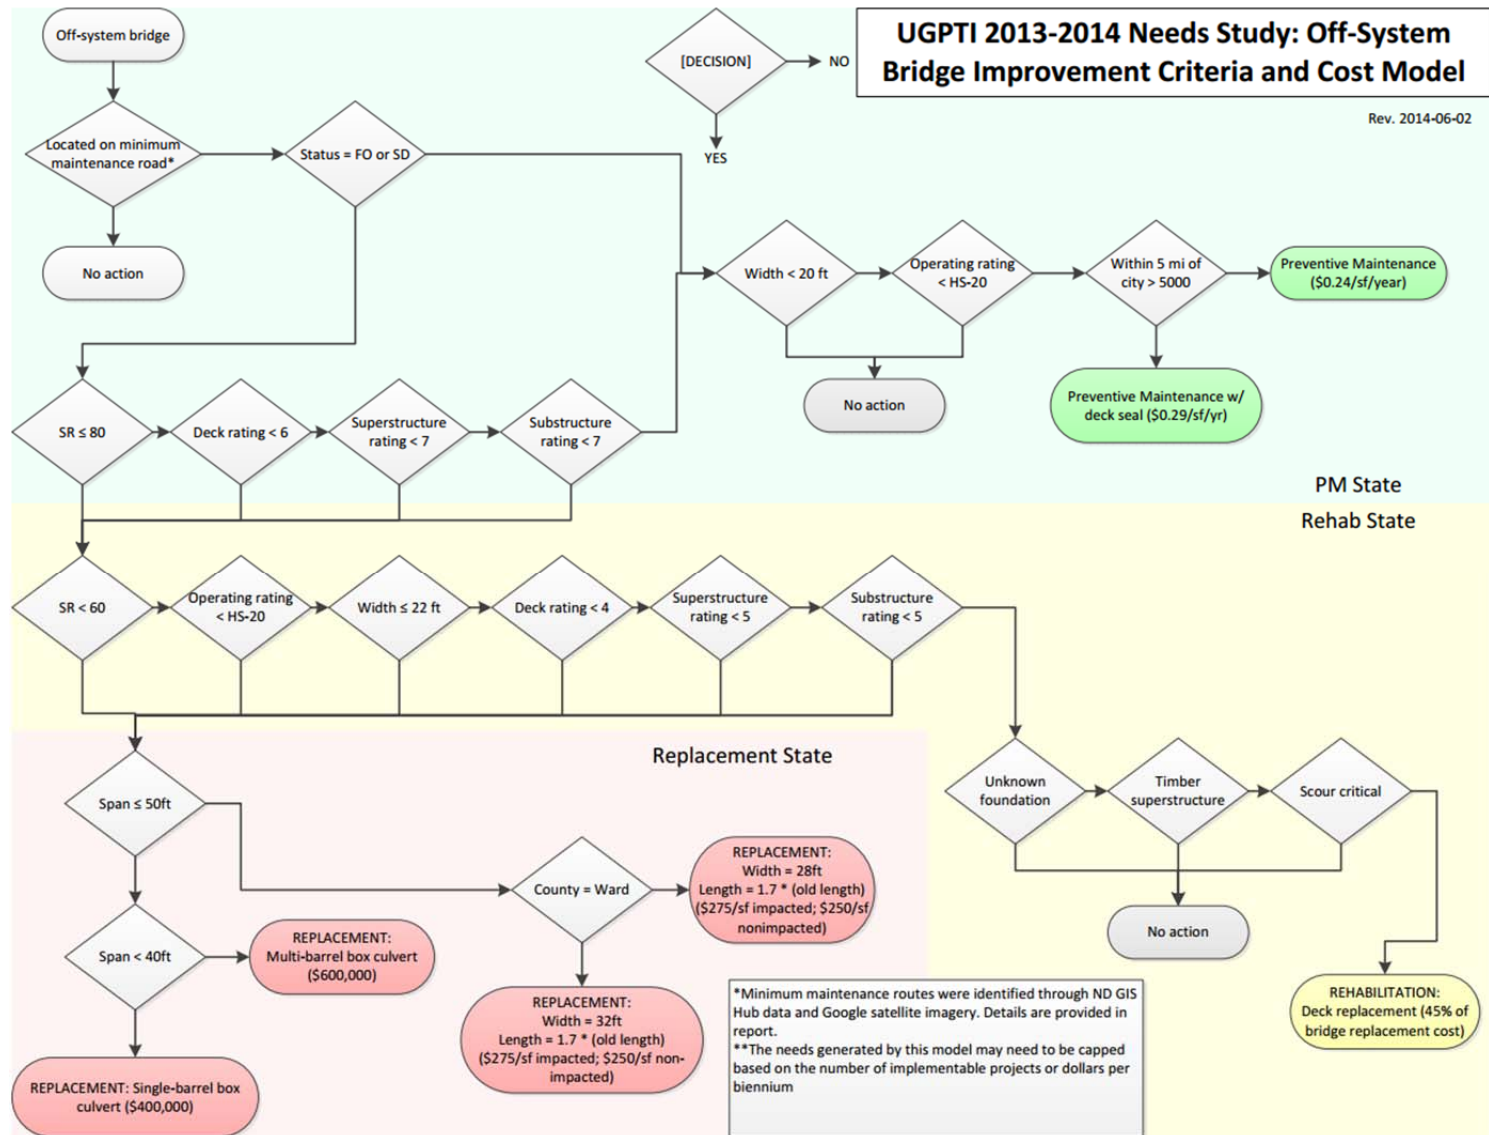 UGPTI 2013-2014 Needs Study: Off-System
Bridge Improvement Criteria and Cost Model
Rev. 2014-06-02
[DECISION]
NO
YES
Off-system bridge
Located on minimum
maintenance road*
Status = FO or SD
No action
Width < 20 ft
Operating rating
< HS-20
Within 5 mi of
city > 5000
Preventive Maintenance
($0.24/sf/year)
No action
Preventive Maintenance w/
deck seal ($0.29/sf/yr)
SR ≤ 80
Deck rating < 6
Superstructure
rating < 7
Substructure
rating < 7
PM State
Rehab State
SR < 60
Operating rating
< HS-20
Width ≤ 22 ft
Deck rating < 4
Superstructure
rating < 5
Substructure
rating < 5
Replacement State
Unknown
foundation
Timber
superstructure
Scour critical
No action
REHABILITATION:
Deck replacement (45% of
bridge replacement cost)
Span ≤ 50ft
County = Ward
REPLACEMENT:
Width = 28ft
Length = 1.7 * (old length)
($275/sf impacted; $250/sf
nonimpacted)
Span < 40ft
REPLACEMENT:
Multi-barrel box culvert
($600,000)
REPLACEMENT:
Width = 32ft
Length = 1.7 * (old length)
($275/sf impacted; $250/sf non-
impacted)
REPLACEMENT: Single-barrel box
culvert ($400,000)
*Minimum maintenance routes were identified through ND GIS
Hub data and Google satellite imagery. Details are provided in
report.
**The needs generated by this model may need to be capped
based on the number of implementable projects or dollars per
biennium